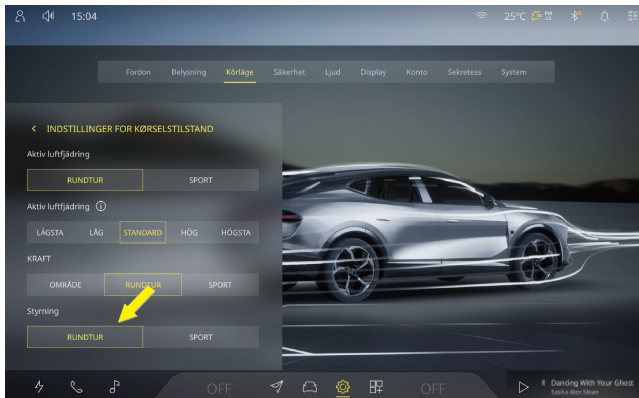 15:04
25°C
Fordon Belysning Körläge Säkerhet Ljud Display Konto Sekretess System
INDSTILLINGER FOR KØRSELSTILSTAND
Aktiv luftfjädring
RUNDTUR SPORT
Aktiv luftfjädring
LÄGSTA LÅG STANDARD HÖG HÖGSTA
KRAFT
OMRÅDE RUNDTUR SPORT
Styrning
RUNDTUR SPORT
OFF OFF
Dancing With Your Ghost
Sasha Alex Sloan